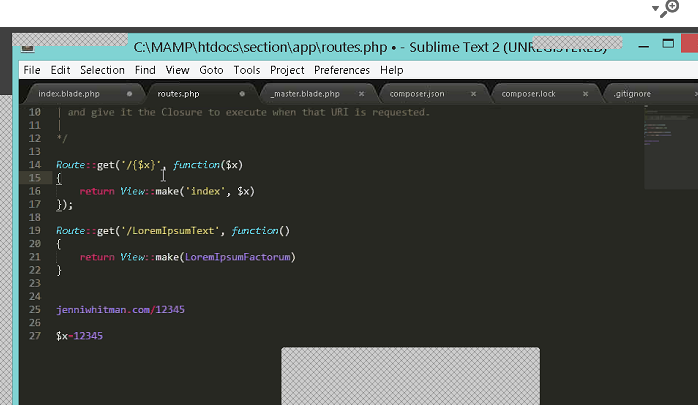 C:\MAMP\htdocs\section\app\routes.php • - Sublime Text 2 (UNREGISTERED)
File Edit Selection Find View Goto Tools Project Preferences Help
index.blade.php routes.php _master.blade.php composer.json composer.lock .gitignore
10 | and give it the Closure to execute when that URI is requested.
11 |
12 */
13
14 Route::get('/{$x}', function($x)
15 {
16 return View::make('index', $x)
17 });
18
19 Route::get('/LoremIpsumText', function()
20 {
21 return View::make(LoremIpsumFactorum)
22 }
23
24
25 jenniwhitman.com/12345
26
27 $x=12345